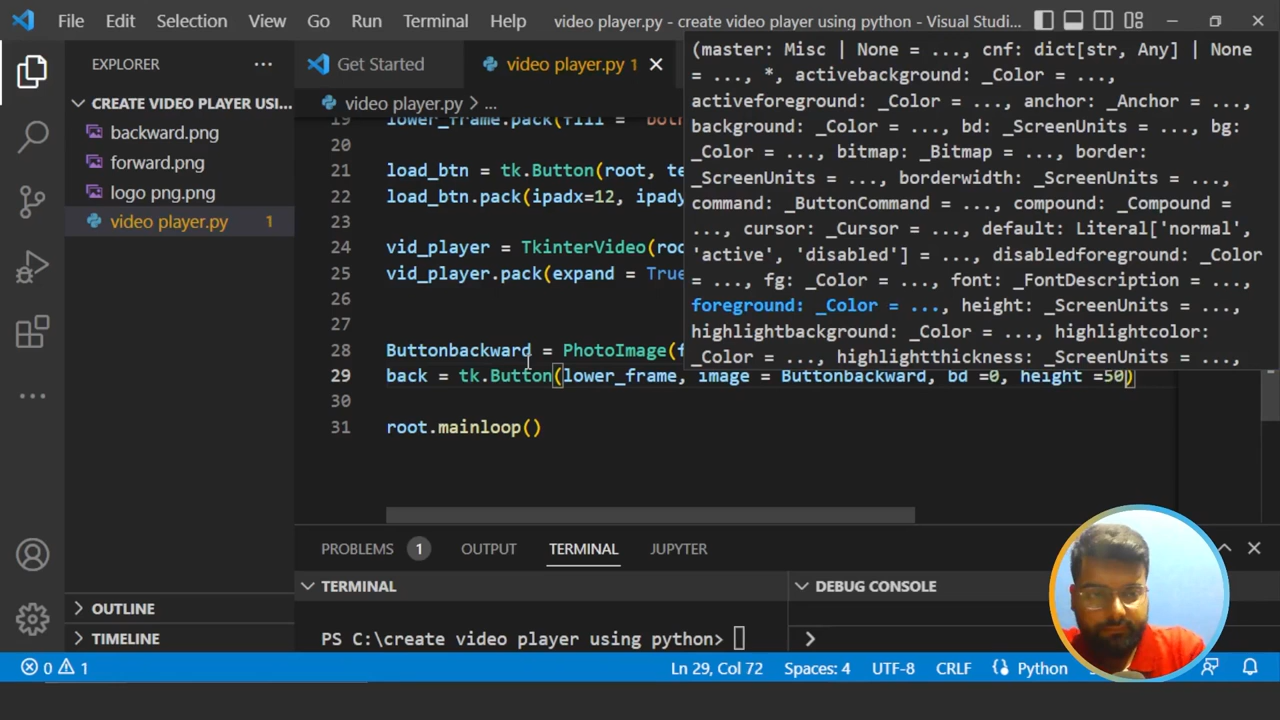 File Edit Selection View Go Run Terminal Help video player.py - create video player using python - Visual Studi...
EXPLORER
CREATE VIDEO PLAYER USI...
backward.png
forward.png
logo png.png
video player.py 1
OUTLINE
TIMELINE
Get Started
video player.py 1
video player.py > ...
19 lower_frame.pack(fill = "both
20
21 load_btn = tk.Button(root, te
22 load_btn.pack(ipadx=12, ipady
23
24 vid_player = TkinterVideo(roo
25 vid_player.pack(expand = True
26
27
28 Buttonbackward = PhotoImage(f
29 back = tk.Button(lower_frame, image = Buttonbackward, bd =0, height =50)
30
31 root.mainloop()
(master: Misc | None = ..., cnf: dict[str, Any] | None
= ..., *, activebackground: _Color = ...,
activeforeground: _Color = ..., anchor: _Anchor = ...,
background: _Color = ..., bd: _ScreenUnits = ..., bg:
_Color = ..., bitmap: _Bitmap = ..., border:
_ScreenUnits = ..., borderwidth: _ScreenUnits = ...,
command: _ButtonCommand = ..., compound: _Compound =
..., cursor: _Cursor = ..., default: Literal['normal',
'active', 'disabled'] = ..., disabledforeground: _Color
= ..., fg: _Color = ..., font: _FontDescription = ...,
foreground: _Color = ..., height: _ScreenUnits = ...,
highlightbackground: _Color = ..., highlightcolor:
_Color = ..., highlightthickness: _ScreenUnits = ...,
PROBLEMS 1 OUTPUT TERMINAL JUPYTER
TERMINAL
PS C:\create video player using python>
DEBUG CONSOLE
>
0 1 Ln 29, Col 72 Spaces: 4 UTF-8 CRLF Python